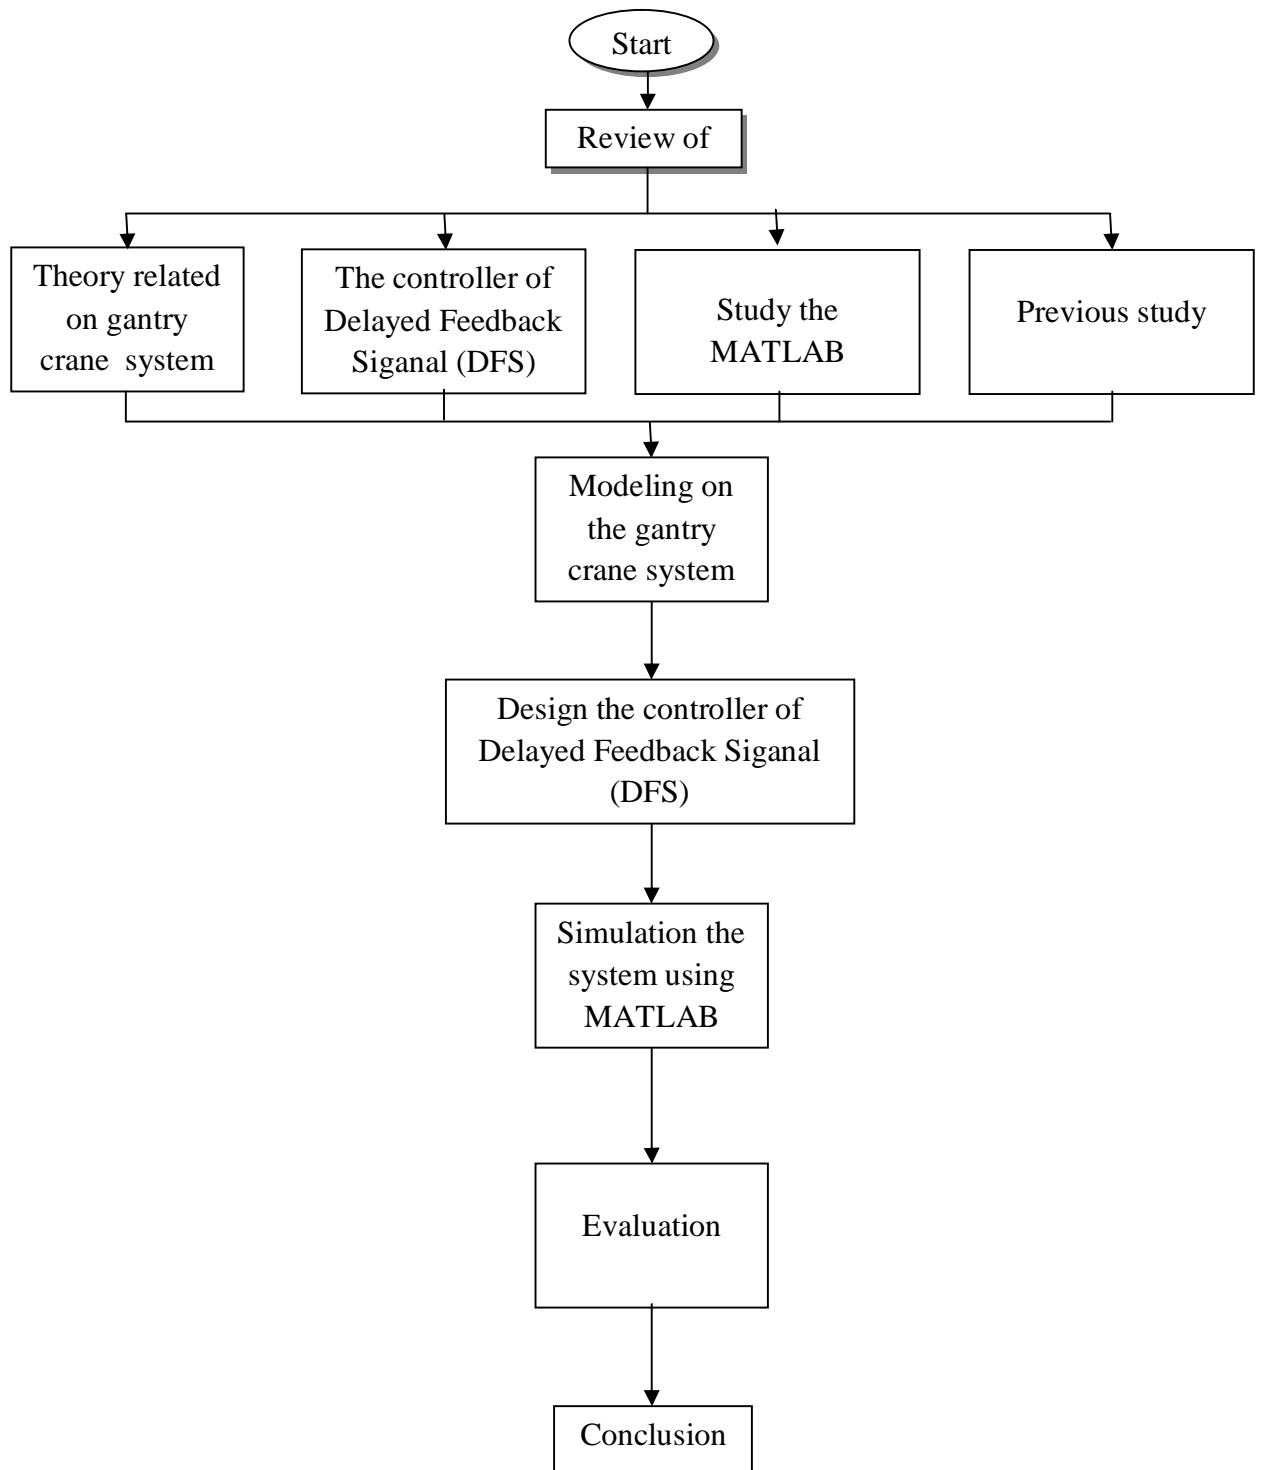 Start
Review of
Theory related
on gantry
crane system
The controller of
Delayed Feedback
Siganal (DFS)
Study the
MATLAB
Previous study
Modeling on
the gantry
crane system
Design the controller of
Delayed Feedback Siganal
(DFS)
Simulation the
system using
MATLAB
Evaluation
Conclusion